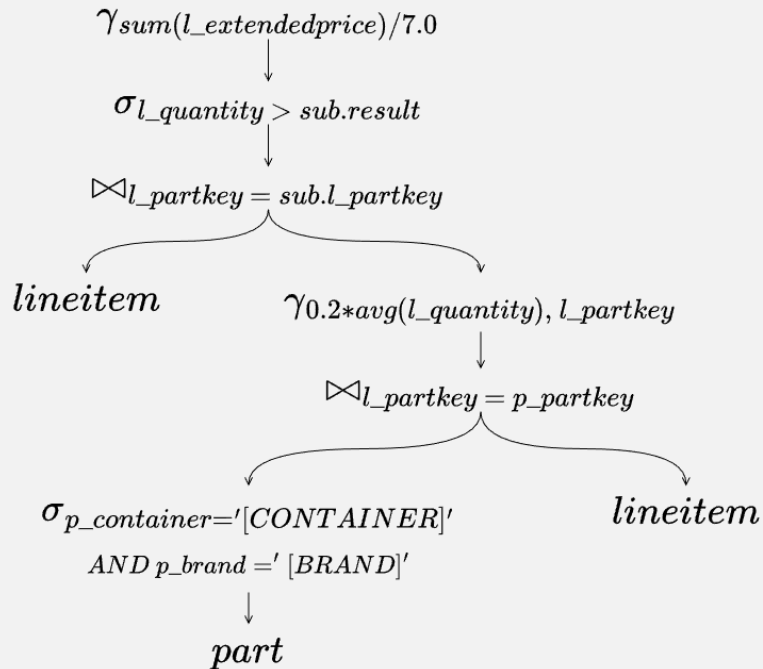 γsum(l_extendedprice)/7.0
σl_quantity > sub.result
⋈l_partkey = sub.l_partkey
lineitem
γ0.2*avg(l_quantity), l_partkey
⋈l_partkey = p_partkey
σp_container='[CONTAINER]'
AND p_brand =' [BRAND]'
lineitem
part